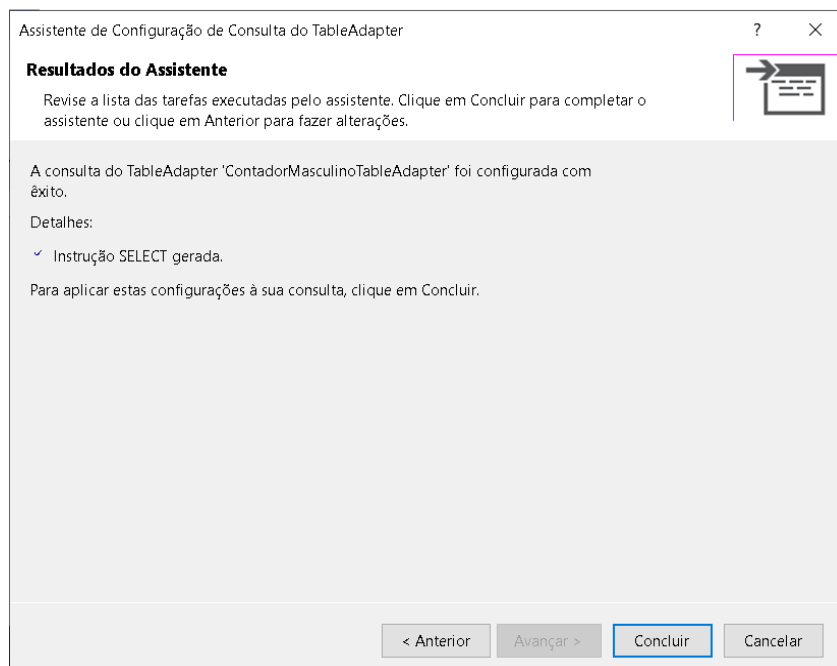 Assistente de Configuração de Consulta do TableAdapter
?
Resultados do Assistente
Revise a lista das tarefas executadas pelo assistente. Clique em Concluir para completar o
assistente ou clique em Anterior para fazer alterações.
A consulta do TableAdapter 'ContadorMasculinoTableAdapter' foi configurada com
êxito.
Detalhes:
Instrução SELECT gerada.
Para aplicar estas configurações à sua consulta, clique em Concluir.
< Anterior
Avançar >
Concluir
Cancelar